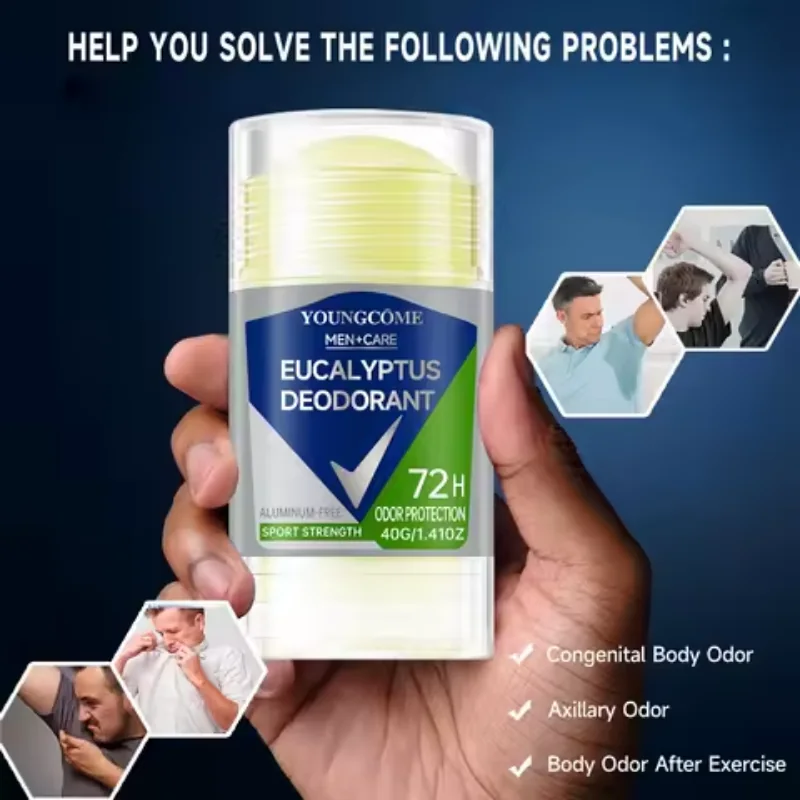 HELP YOU SOLVE THE FOLLOWING PROBLEMS :
YOUNGCOME
MEN+CARE
EUCALYPTUS
DEODORANT
72H
ALUMINUM-FREE
ODOR PROTECTION
SPORT STRENGTH
40G/1.41OZ
Congenital Body Odor
Axillary Odor
Body Odor After Exercise